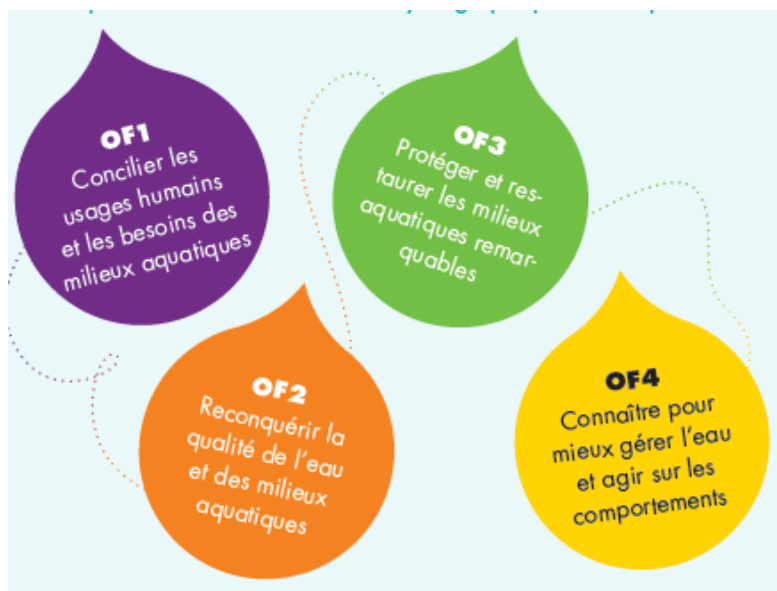 OF1
Concilier les
usages humains
et les besoins des
milieux aquatiques
OF2
Reconquérir la
qualité de l'eau
et des milieux
aquatiques
OF3
Protéger et res-
taurer les milieux
aquatiques remar-
quables
OF4
Connaître pour
mieux gérer l'eau
et agir sur les
comportements